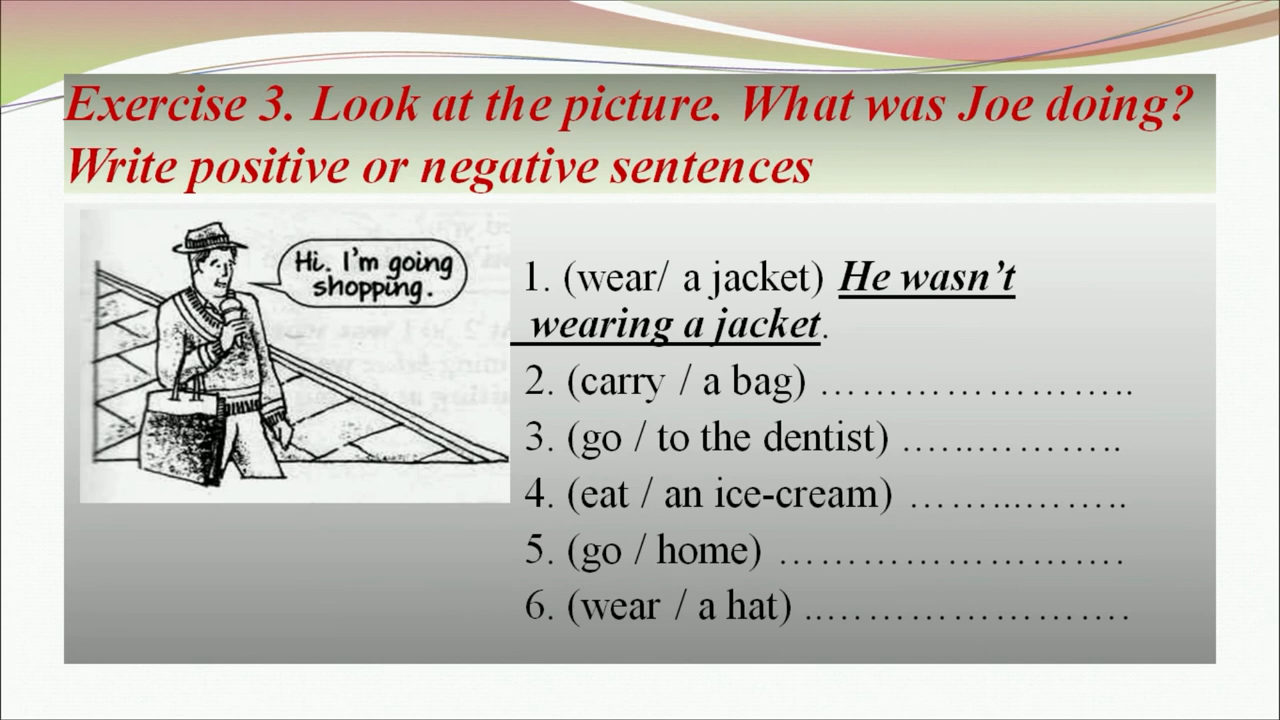 Exercise 3. Look at the picture. What was Joe doing?
Write positive or negative sentences
Hi. I'm going
shopping.
1. (wear/ a jacket) He wasn't
wearing a jacket.
2. (carry / a bag) …………………..
3. (go / to the dentist) ……..………..
4. (eat / an ice-cream) ……...……..
5. (go / home) …………………….
6. (wear / a hat) ..………………….